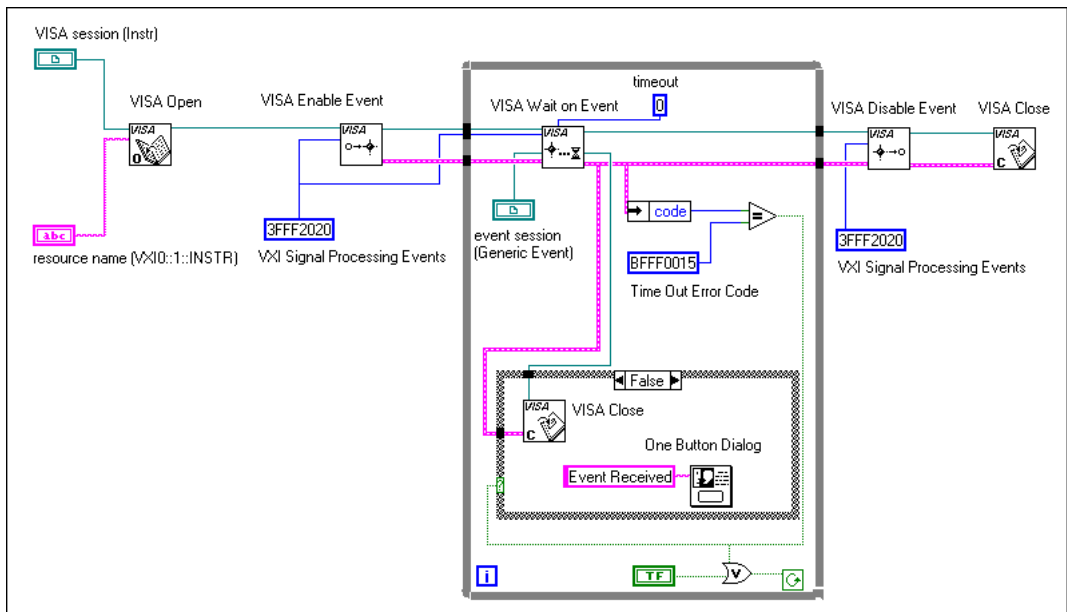 VISA session (Instr)
VISA Open
VISA
O
abc
resource name (VXI0::1::INSTR)
VISA Enable Event
VISA
3FFF2020
VXI Signal Processing Events
timeout
0
VISA Wait on Event
VISA
event session
(Generic Event)
code
=
BFFF0015
Time Out Error Code
False
VISA
C
VISA Close
One Button Dialog
Event Received
?
i
TF
V
VISA Disable Event
VISA
3FFF2020
VXI Signal Processing Events
VISA Close
VISA
C